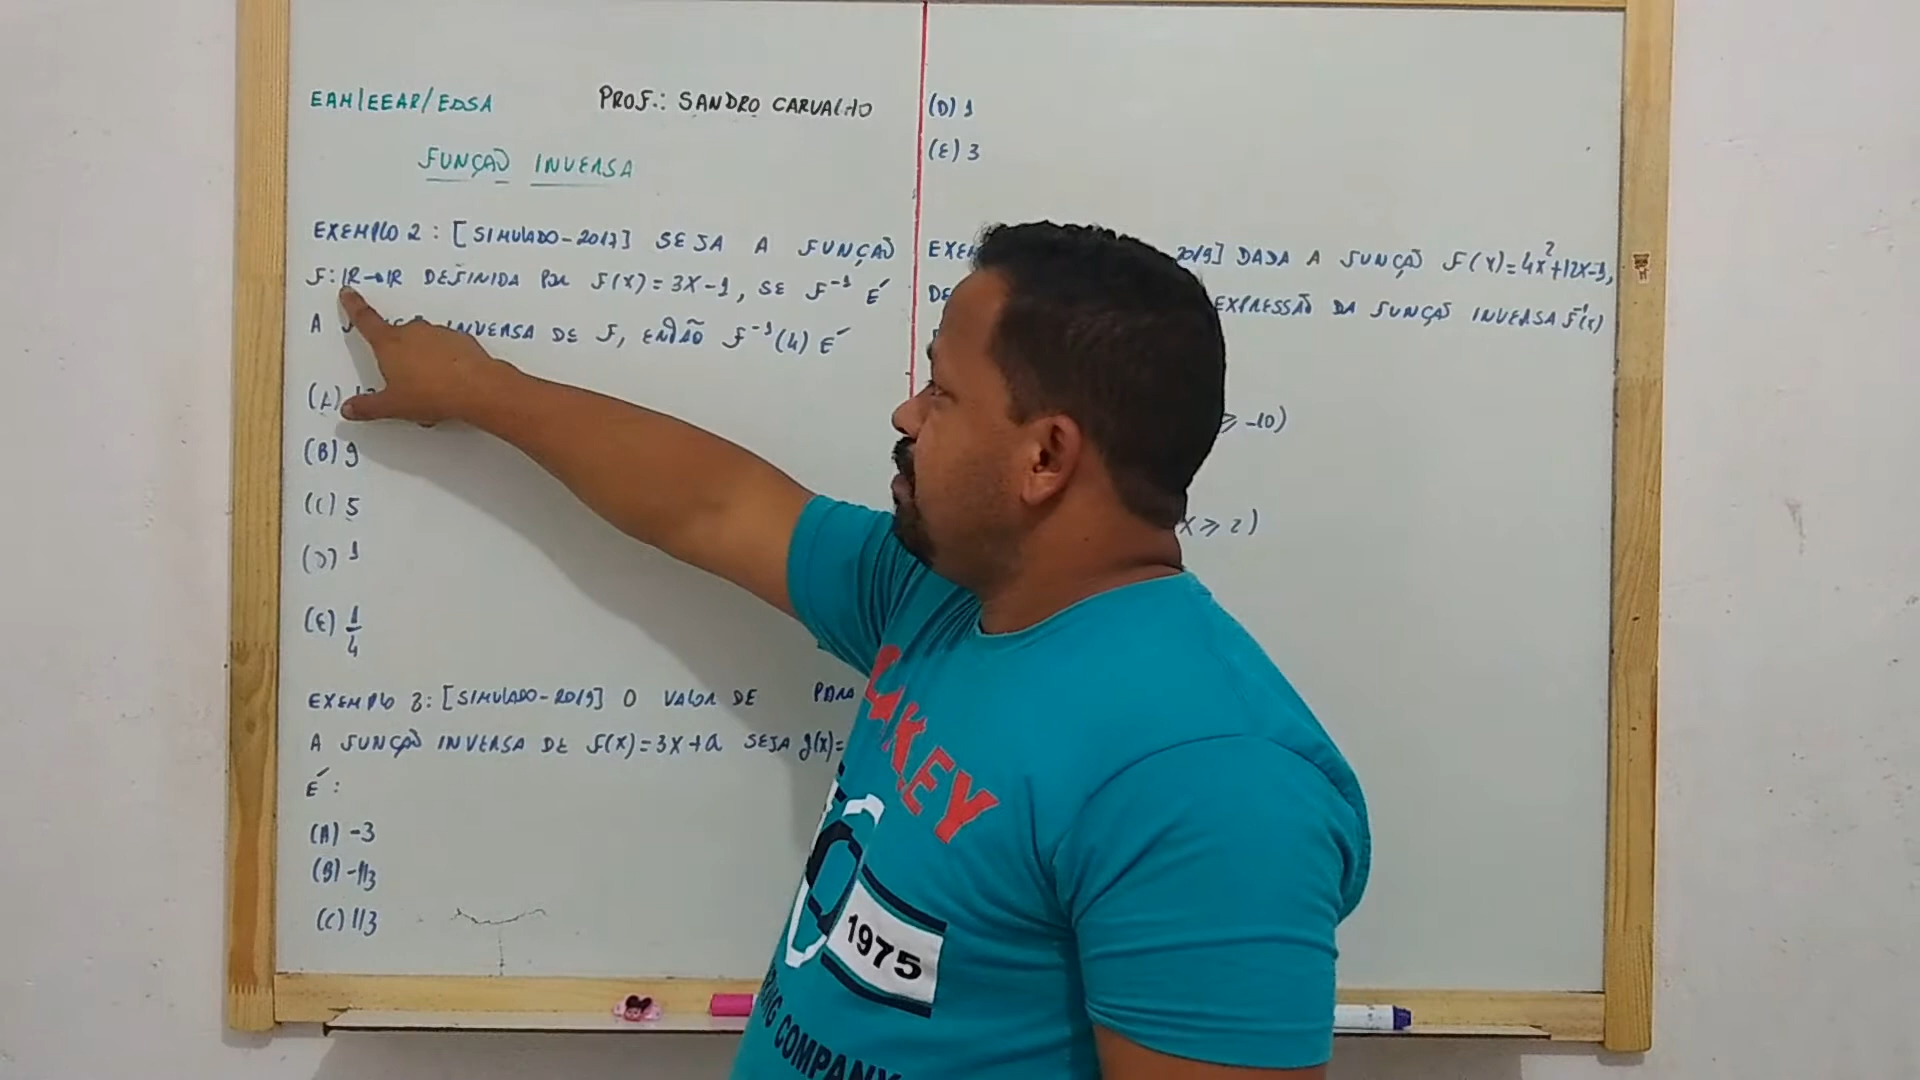 EAM/EEAR/EDSA
PROF.: SANDRO CARVALHO
FUNÇÃO INVERSA
EXEMPLO 2: [SIMULADO-2017] SEJA A FUNÇÃO
F: IR→IR DEFINIDA POR F(X)=3X-1, SE F⁻¹ É
A INVERSA DE F, ENTÃO F⁻¹(4) É
(A)
(B) 9
(C) 5
(D) 1
(E) 1/4
EXEMPLO 3: [SIMULADO-2019] O VALOR DE PARA
A FUNÇÃO INVERSA DE F(X)=3X+a SEJA g(x)=
É:
(A) -3
(B) -1/3
(C) 1/3
(D) 1
(E) 3
2019] DADA A FUNÇÃO F(X)=4X²+12X-9,
EXPRESSÃO DA FUNÇÃO INVERSA F⁻¹(X)
≥ -10)
X ≥ 2)
OAKLEY
1975
COMPANY